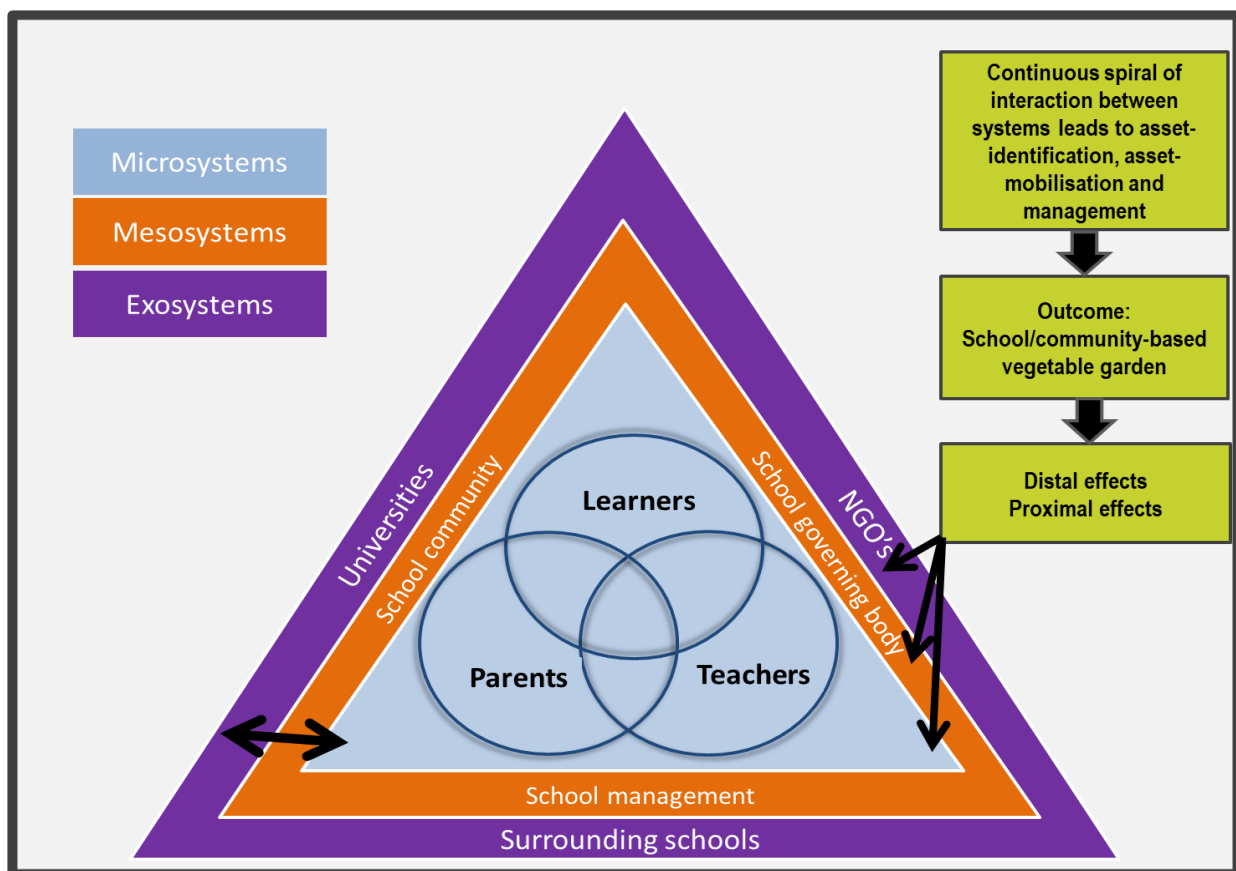 Microsystems
Mesosystems
Exosystems
Continuous spiral of
interaction between
systems leads to asset-
identification, asset-
mobilisation and
management
Outcome:
School/community-based
vegetable garden
Distal effects
Proximal effects
Universities
School community
Learners
Parents
Teachers
School governing body
NGO's
School management
Surrounding schools